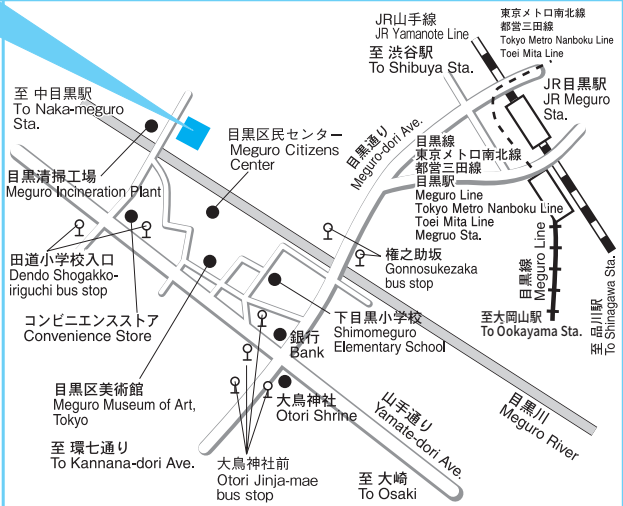 JR山手線
JR Yamanote Line
至 渋谷駅
To Shibuya Sta.
東京メトロ南北線
都営三田線
Tokyo Metro Nanboku Line
Toei Mita Line
JR目黒駅
JR Meguro
Sta.
至 中目黒駅
To Naka-meguro
Sta.
目黒区民センター
Meguro Citizens
Center
目黒通り
Meguro-dori Ave.
目黒線
東京メトロ南北線
都営三田線
目黒駅
Meguro Line
Tokyo Metro Nanboku Line
Toei Mita Line
Megruo Sta.
目黒清掃工場
Meguro Incineration Plant
田道小学校入口
Dendo Shogakko-
iriguchi bus stop
権之助坂
Gonnosukezaka
bus stop
目黒線
Meguro Line
至大岡山駅
To Ookayama Sta.
至 品川駅
To Shinagawa Sta.
コンビニエンスストア
Convenience Store
銀行
Bank
下目黒小学校
Shimomeguro
Elementary School
目黒区美術館
Meguro Museum of Art,
Tokyo
大鳥神社
Otori Shrine
山手通り
Yamate-dori Ave.
目黒川
Meguro River
至 環七通り
To Kannana-dori Ave.
大鳥神社前
Otori Jinja-mae
bus stop
至 大崎
To Osaki